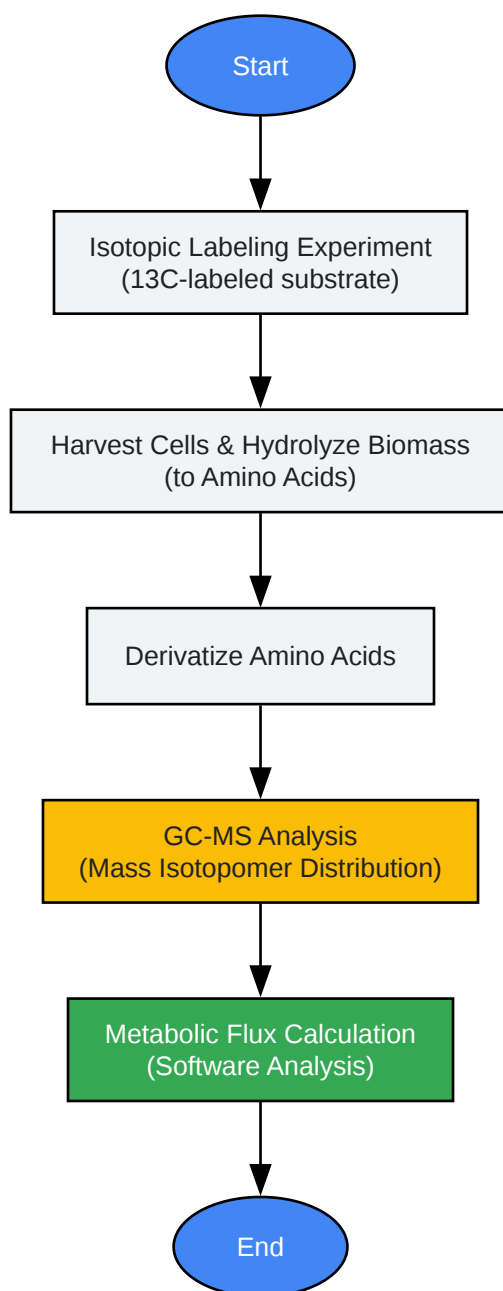 Start
Isotopic Labeling Experiment
(13C-labeled substrate)
Harvest Cells & Hydrolyze Biomass
(to Amino Acids)
Derivatize Amino Acids
GC-MS Analysis
(Mass Isotopomer Distribution)
Metabolic Flux Calculation
(Software Analysis)
End